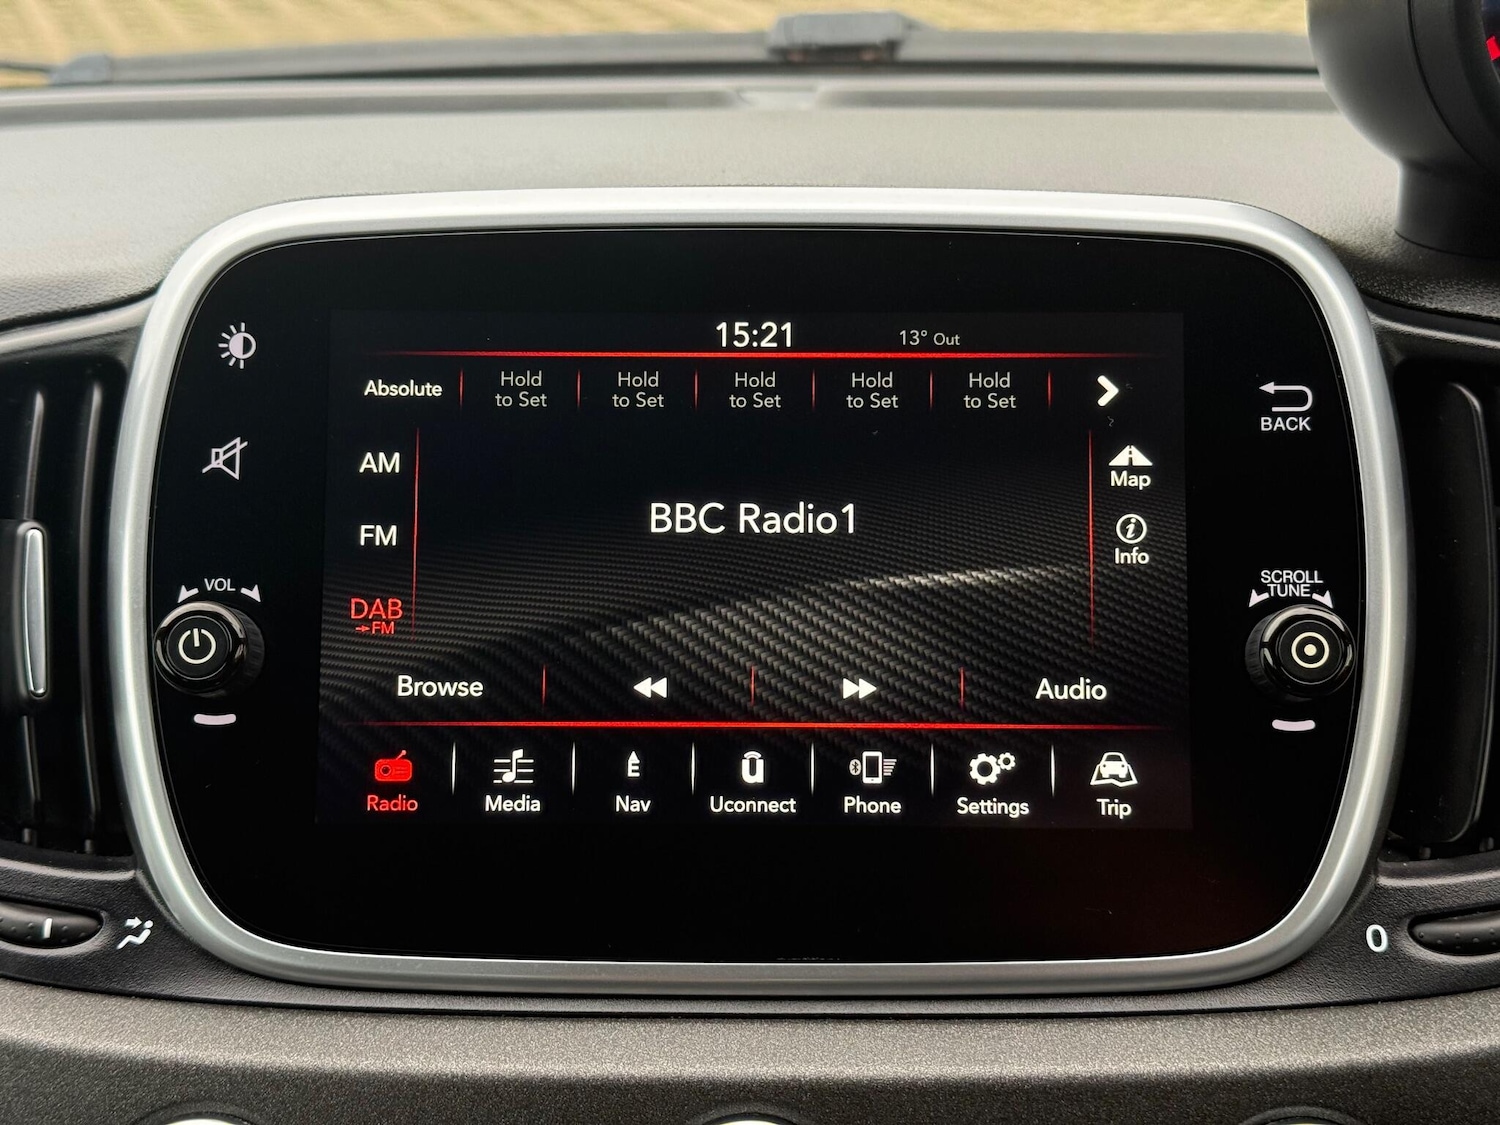 15:21
13° Out
Absolute
Hold
to Set
Hold
to Set
Hold
to Set
Hold
to Set
Hold
to Set
AM
FM
DAB
→FM
BBC Radio1
Map
i
Info
BACK
VOL
SCROLL
TUNE
Browse
Audio
Radio
Media
E
Nav
u
Uconnect
Phone
Settings
Trip
0